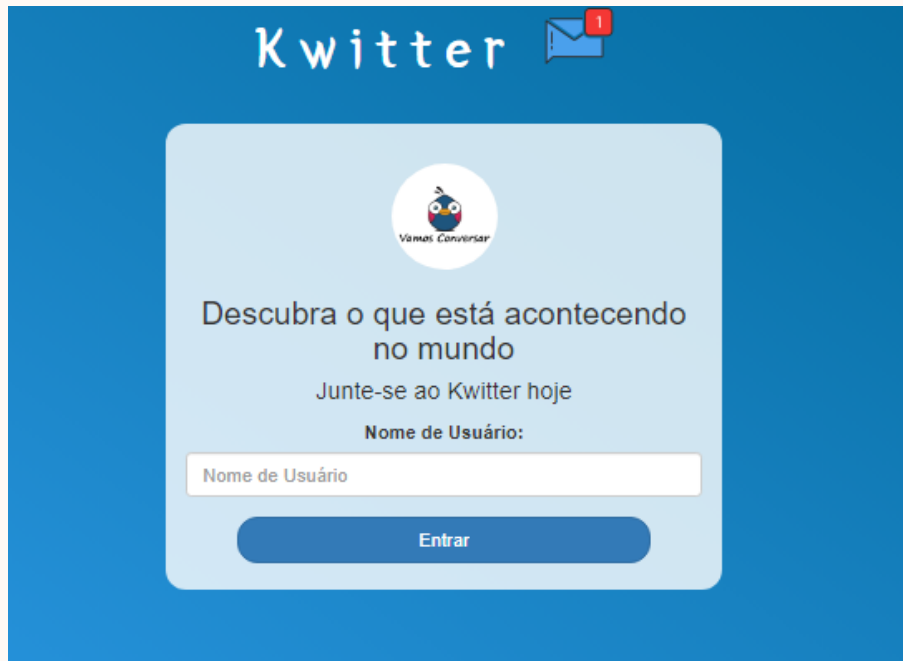 Kwitter
1
Vamos Conversar
Descubra o que está acontecendo
no mundo
Junte-se ao Kwitter hoje
Nome de Usuário:
Nome de Usuário
Entrar